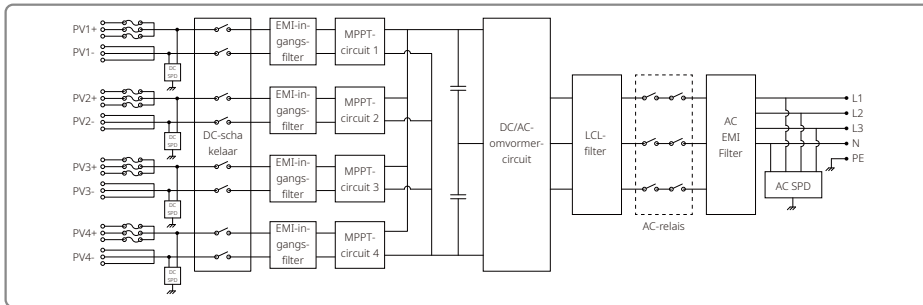 PV1+
PV1-
DC
SPD
EMI-in-
gangs-
filter
MPPT-
circuit 1
PV2+
PV2-
DC
SPD
DC-scha
kelaar
EMI-in-
gangs-
filter
MPPT-
circuit 2
PV3+
PV3-
DC
SPD
EMI-in-
gangs-
filter
MPPT-
circuit 3
PV4+
PV4-
DC
SPD
EMI-in-
gangs-
filter
MPPT-
circuit 4
DC/AC-
omvormer-
circuit
LCL-
filter
AC-relais
AC
EMI
Filter
L1
L2
L3
N
PE
AC SPD